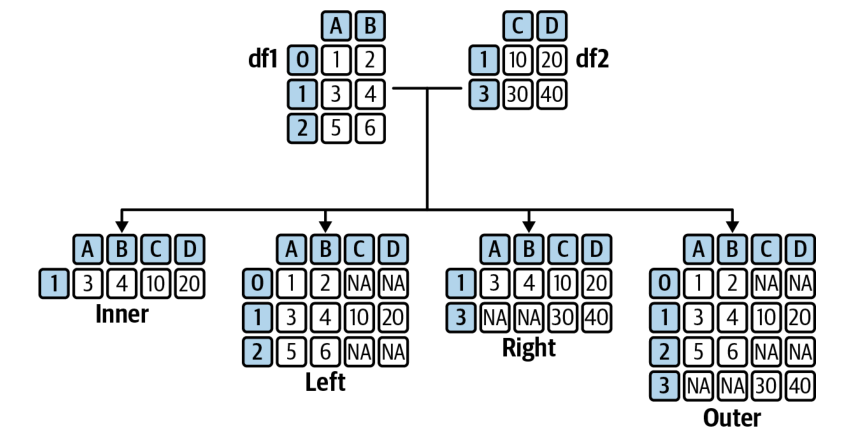 A B
df1 0 1 2
1 3 4
2 5 6
C D
1 10 20 df2
3 30 40
A B C D
1 3 4 10 20
Inner
A B C D
0 1 2 NA NA
1 3 4 10 20
2 5 6 NA NA
Left
A B C D
1 3 4 10 20
3 NA NA 30 40
Right
A B C D
0 1 2 NA NA
1 3 4 10 20
2 5 6 NA NA
3 NA NA 30 40
Outer